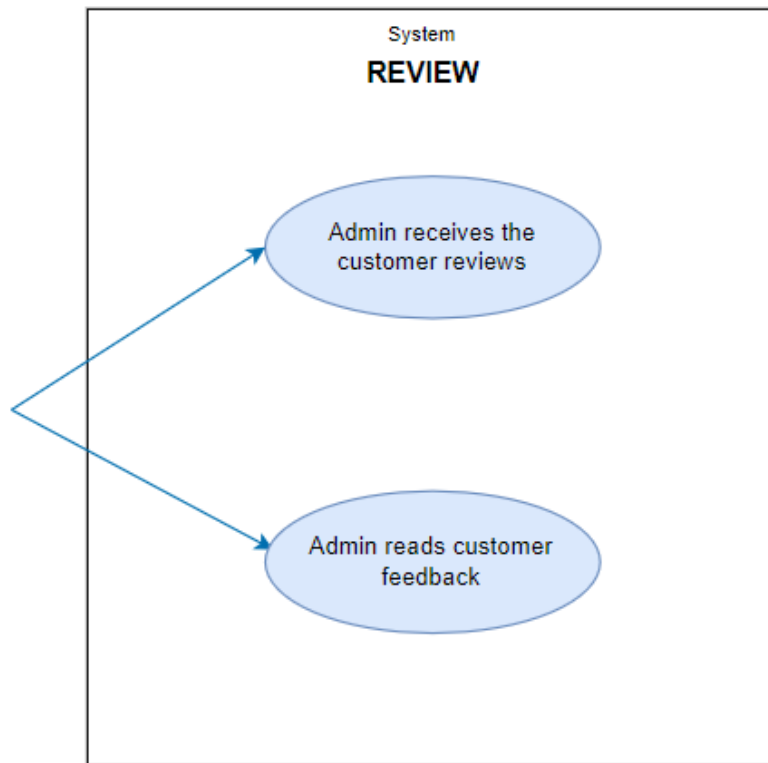 System
REVIEW
Admin receives the
customer reviews
Admin reads customer
feedback